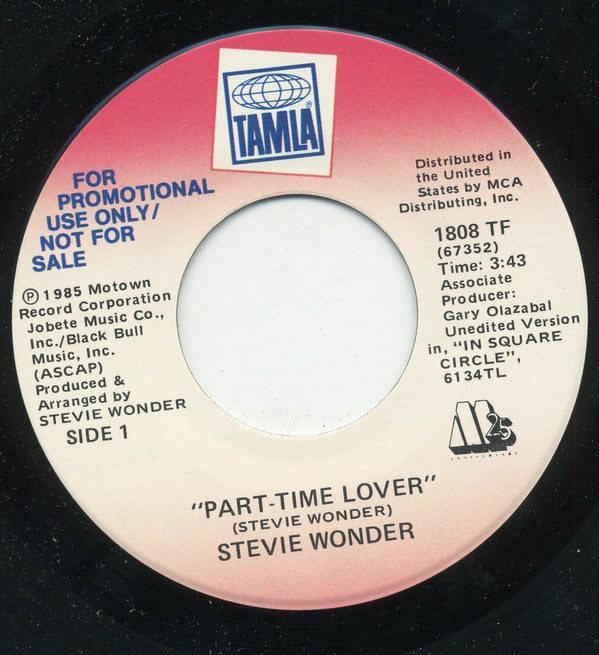 TAMLA
®
FOR
PROMOTIONAL
USE ONLY/
NOT FOR
SALE
℗ 1985 Motown
Record Corporation
Jobete Music Co.,
Inc./Black Bull
Music, Inc.
(ASCAP)
Produced &
Arranged by
STEVIE WONDER
SIDE 1
Distributed in
the United
States by MCA
Distributing, Inc.
1808 TF
(67352)
Time: 3:43
Associate
Producer:
Gary Olazabal
Unedited Version
in, "IN SQUARE
CIRCLE",
6134TL
M 25
ANNIVERSARY
"PART-TIME LOVER"
(STEVIE WONDER)
STEVIE WONDER